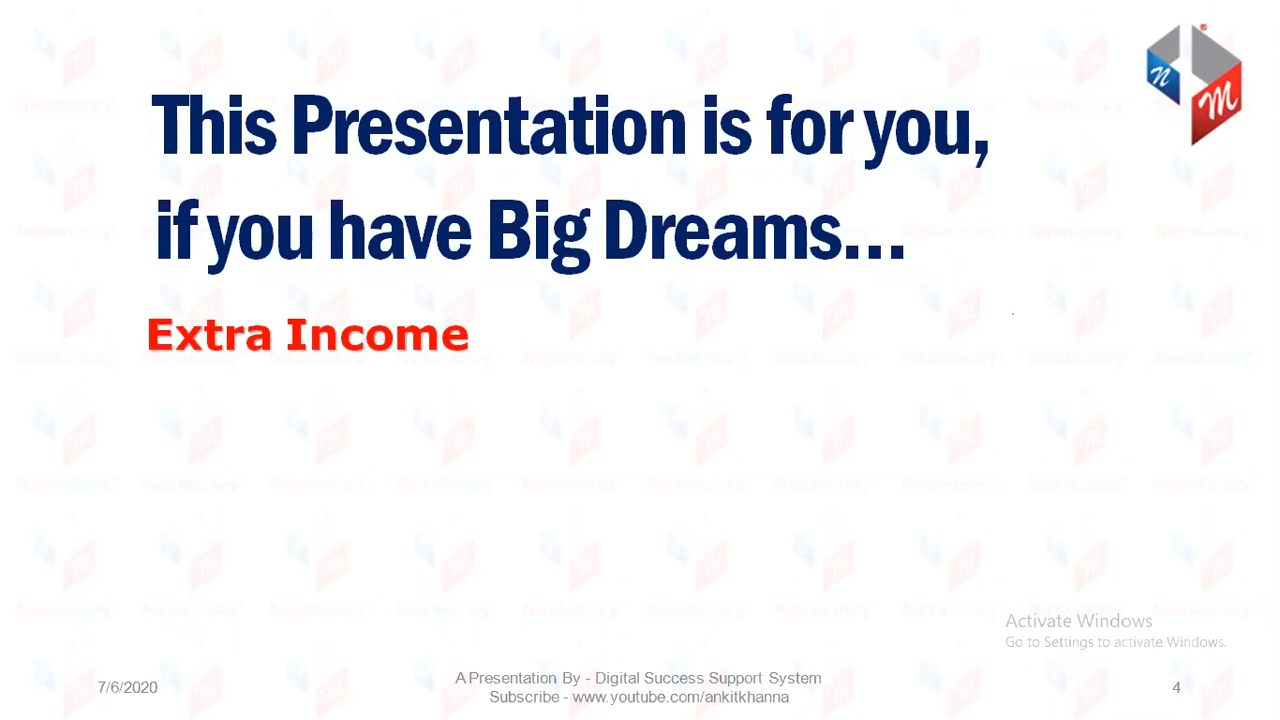 This Presentation is for you,
if you have Big Dreams...
Extra Income
n
M
Activate Windows
Go to Settings to activate Windows.
7/6/2020
A Presentation By - Digital Success Support System
Subscribe - www.youtube.com/ankitkhanna
4